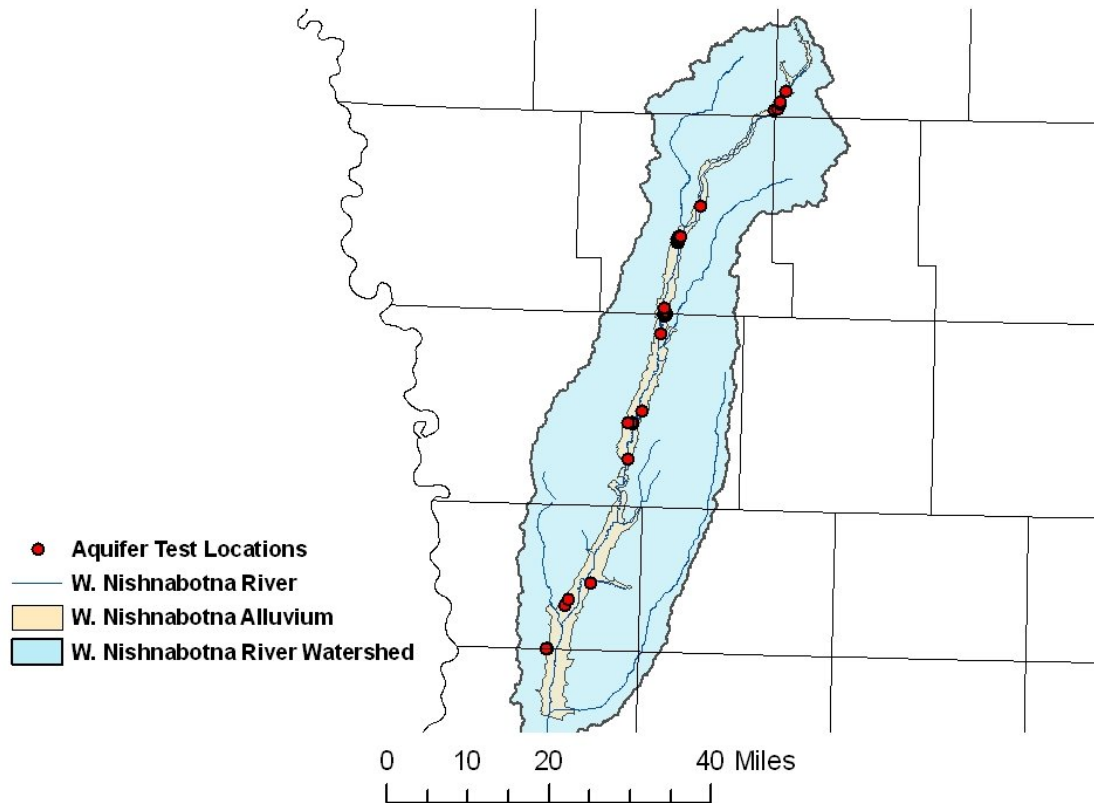 Aquifer Test Locations
W. Nishnabotna River
W. Nishnabotna Alluvium
W. Nishnabotna River Watershed
0 10 20 40 Miles